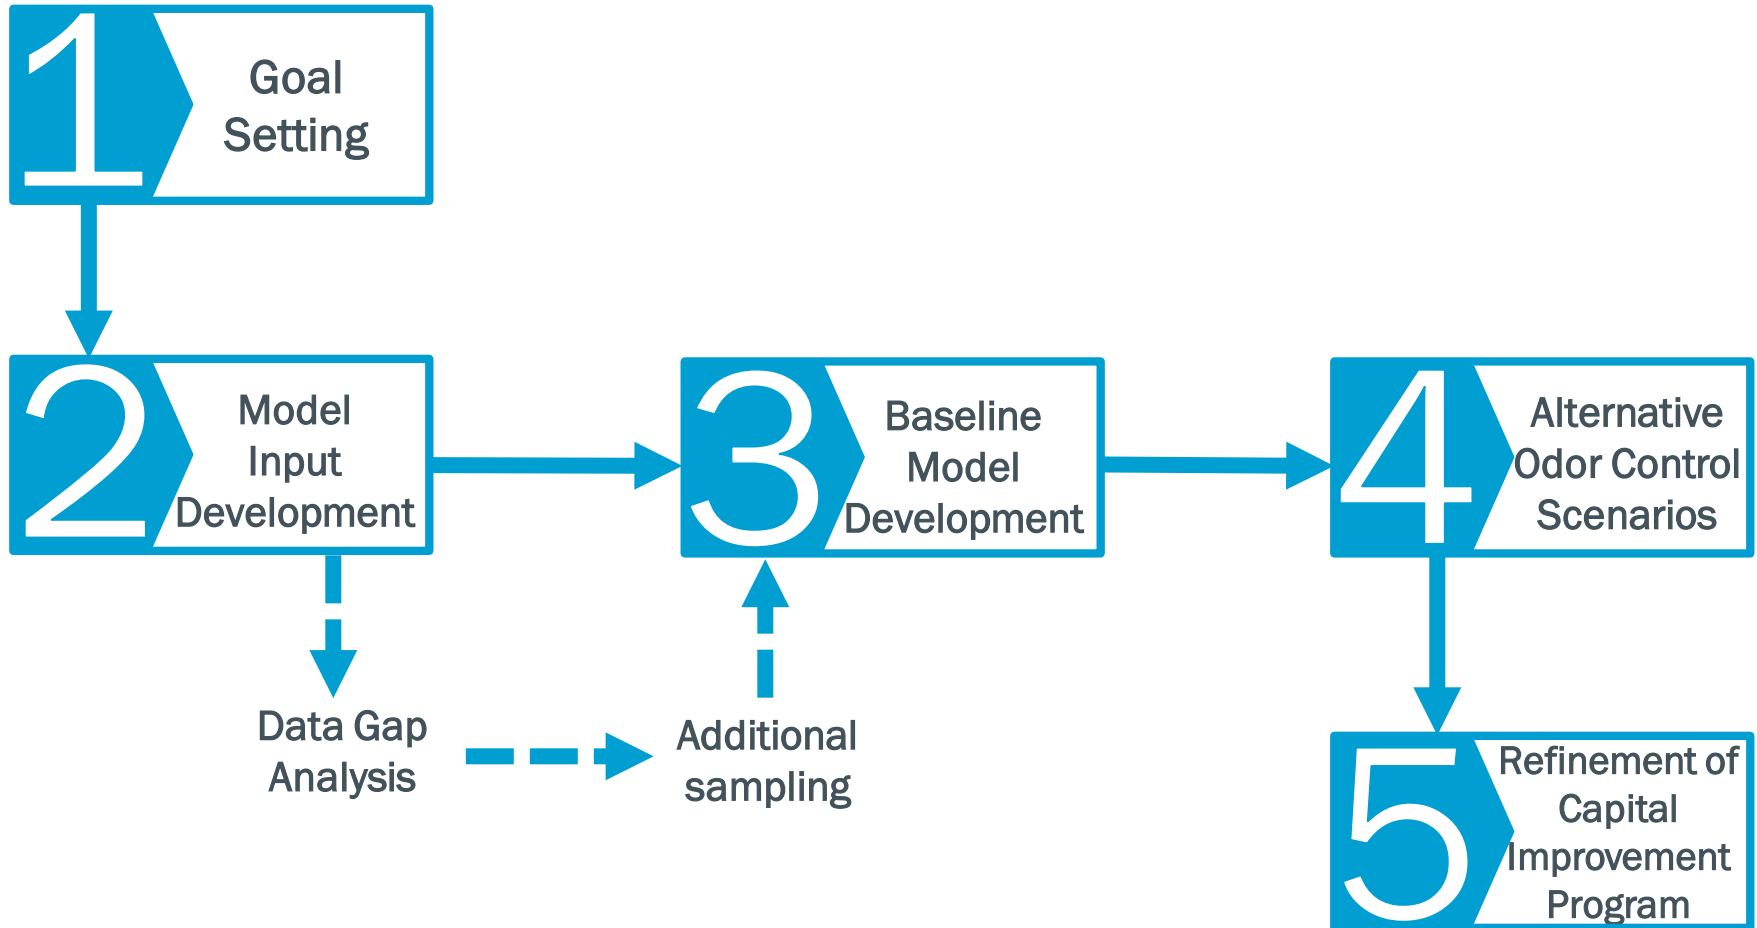 1
Goal
Setting
2
Model
Input
Development
3
Baseline
Model
Development
4
Alternative
Odor Control
Scenarios
Data Gap
Analysis
Additional
sampling
5
Refinement of
Capital
Improvement
Program